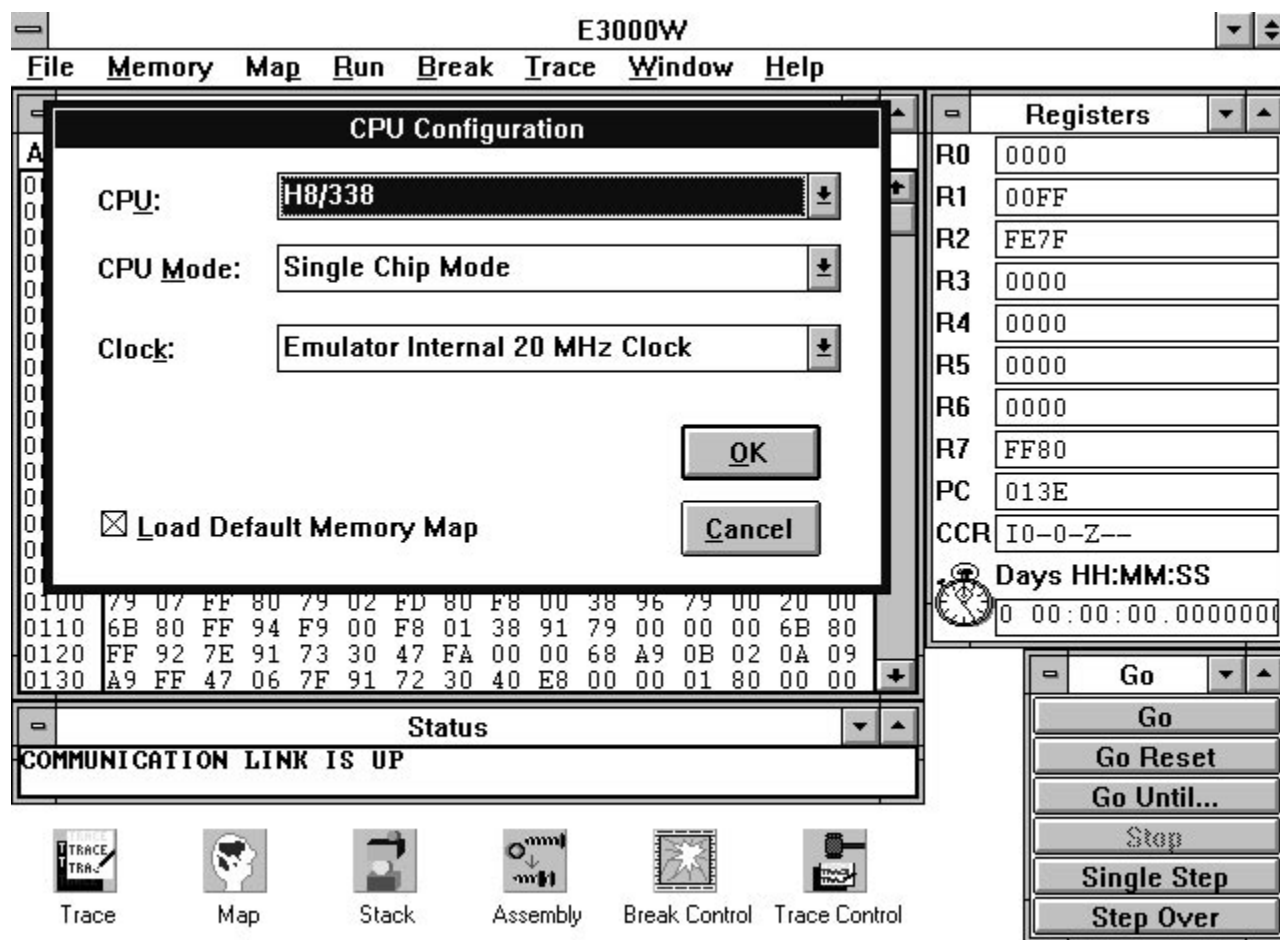 E3000W
File Memory Map Run Break Trace Window Help
CPU Configuration
CPU: H8/338
CPU Mode: Single Chip Mode
Clock: Emulator Internal 20 MHz Clock
OK
Load Default Memory Map
Cancel
0100 79 07 FF 80 79 02 FD 80 F8 00 38 96 79 00 20 00
0110 6B 80 FF 94 F9 00 F8 01 38 91 79 00 00 00 6B 80
0120 FF 92 7E 91 73 30 47 FA 00 00 68 A9 0B 02 0A 09
0130 A9 FF 47 06 7F 91 72 30 40 E8 00 00 01 80 00 00
Status
COMMUNICATION LINK IS UP
Registers
R0 0000
R1 00FF
R2 FE7F
R3 0000
R4 0000
R5 0000
R6 0000
R7 FF80
PC 013E
CCR I0-0-Z--
Days HH:MM:SS
0 00:00:00.000000
Go
Go
Go Reset
Go Until...
Stop
Single Step
Step Over
Trace
Map
Stack
Assembly
Break Control
Trace Control